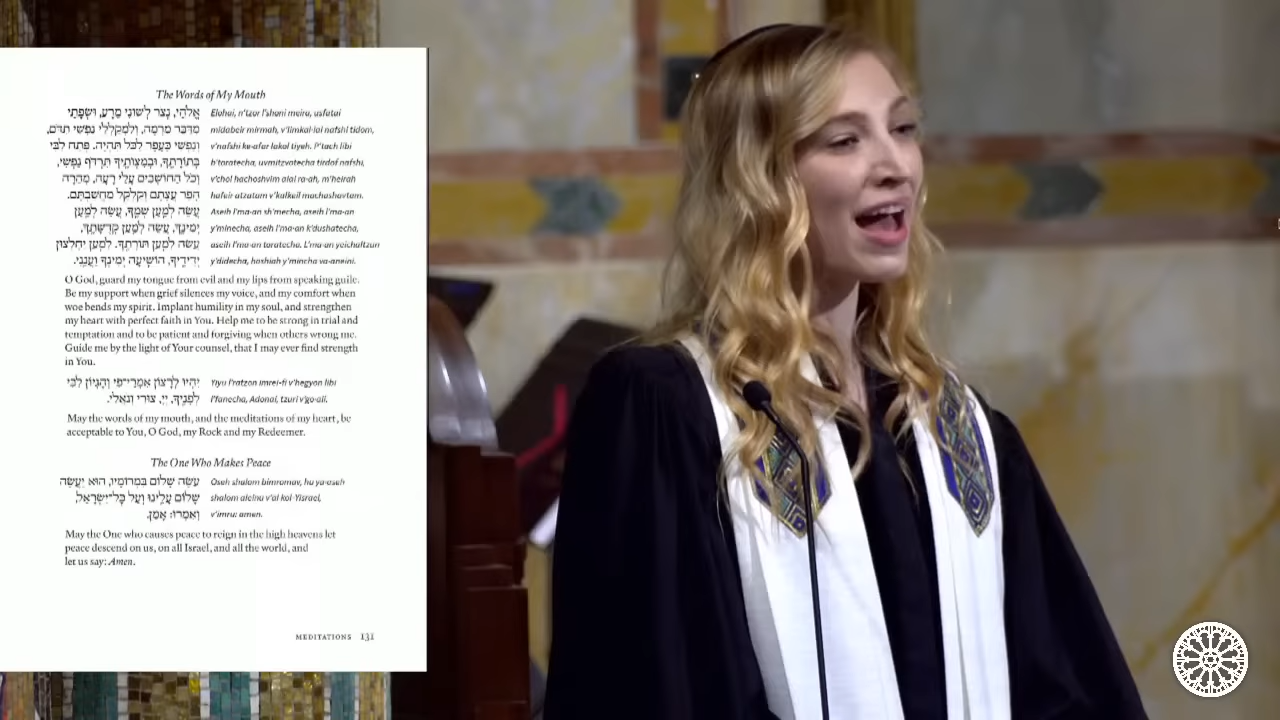 The Words of My Mouth
אֱלֹהַי, נְצֹר לְשׁוֹנִי מֵרָע, וּשְׂפָתַי Elohai, n'tzor l'shoni meira, usfatai
מִדַּבֵּר מִרְמָה, וְלִמְקַלְלַי נַפְשִׁי תִדֹּם, midabeir mirmah, v'limkal'lai nafshi tidom,
וְנַפְשִׁי כֶּעָפָר לַכֹּל תִּהְיֶה. פְּתַח לִבִּי v'nafshi ke-afar lakol tiyeh. P'tach libi
בְּתוֹרָתֶךָ, וּבְמִצְוֹתֶיךָ תִּרְדֹּף נַפְשִׁי, b'toratecha, uvmitzvotecha tirdof nafshi,
וְכֹל הַחוֹשְׁבִים עָלַי רָעָה, מְהֵרָה v'chol hachoshvim alai ra-ah, m'heirah
הָפֵר עֲצָתָם וְקַלְקֵל מַחֲשַׁבְתָּם. hafeir atzatam v'kalkeil machashavtam.
עֲשֵׂה לְמַעַן שְׁמֶךָ, עֲשֵׂה לְמַעַן Aseih l'ma-an sh'mecha, aseih l'ma-an
יְמִינֶךָ, עֲשֵׂה לְמַעַן קְדֻשָּׁתֶךָ, y'minecha, aseih l'ma-an k'dushatecha,
עֲשֵׂה לְמַעַן תּוֹרָתֶךָ. לְמַעַן יֵחָלְצוּן aseih l'ma-an toratecha. L'ma-an yeichaltzun
יְדִידֶיךָ, הוֹשִׁיעָה יְמִינְךָ וַעֲנֵנִי. y'didecha, hoshiah y'mincha va-aneini.
O God, guard my tongue from evil and my lips from speaking guile.
Be my support when grief silences my voice, and my comfort when
woe bends my spirit. Implant humility in my soul, and strengthen
my heart with perfect faith in You. Help me to be strong in trial and
temptation and to be patient and forgiving when others wrong me.
Guide me by the light of Your counsel, that I may ever find strength
in You.
יִהְיוּ לְרָצוֹן אִמְרֵי־פִי וְהֶגְיוֹן לִבִּי Yiyu l'ratzon imrei-fi v'hegyon libi
לְפָנֶיךָ, יְיָ, צוּרִי וְגֹאֲלִי. l'fanecha, Adonai, tzuri v'go-ali.
May the words of my mouth, and the meditations of my heart, be
acceptable to You, O God, my Rock and my Redeemer.
The One Who Makes Peace
עֹשֶׂה שָׁלוֹם בִּמְרוֹמָיו, הוּא יַעֲשֶׂה Oseh shalom bimromav, hu ya-aseh
שָׁלוֹם עָלֵינוּ וְעַל כָּל־יִשְׂרָאֵל, shalom aleinu v'al kol-Yisrael,
וְאִמְרוּ: אָמֵן. v'imru: amen.
May the One who causes peace to reign in the high heavens let
peace descend on us, on all Israel, and all the world, and
let us say: Amen.
MEDITATIONS 131